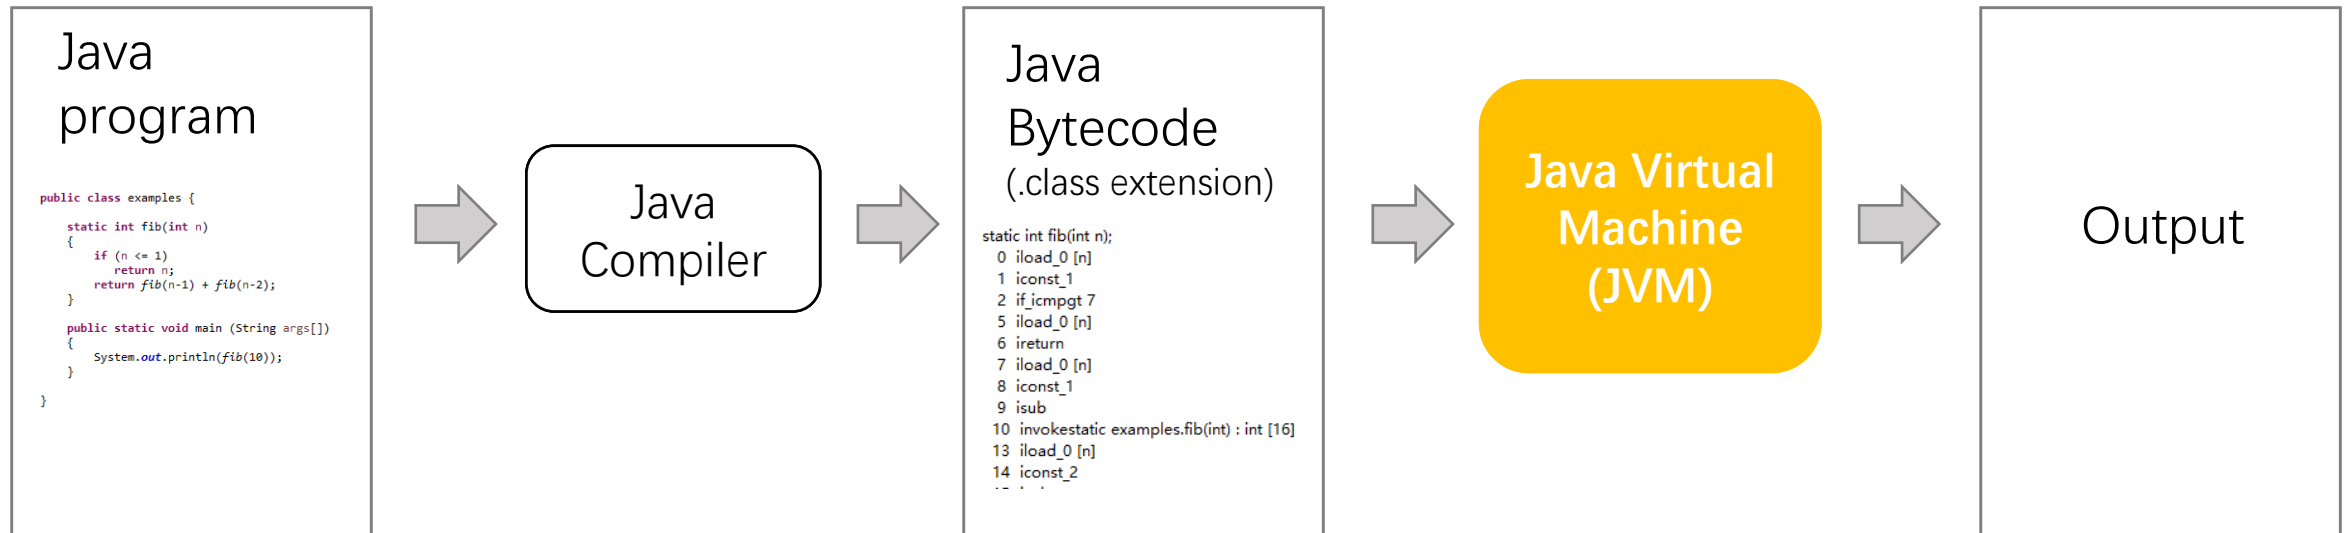 Java
program
public class examples {
static int fib(int n)
{
if (n <= 1)
return n;
return fib(n-1) + fib(n-2);
}
public static void main (String args[])
{
System.out.println(fib(10));
}
}
Java
Compiler
Java
Bytecode
(.class extension)
static int fib(int n);
0 iload_0 [n]
1 iconst_1
2 if_icmpgt 7
5 iload_0 [n]
6 ireturn
7 iload_0 [n]
8 iconst_1
9 isub
10 invokestatic examples.fib(int) : int [16]
13 iload_0 [n]
14 iconst_2
Java Virtual
Machine
(JVM)
Output